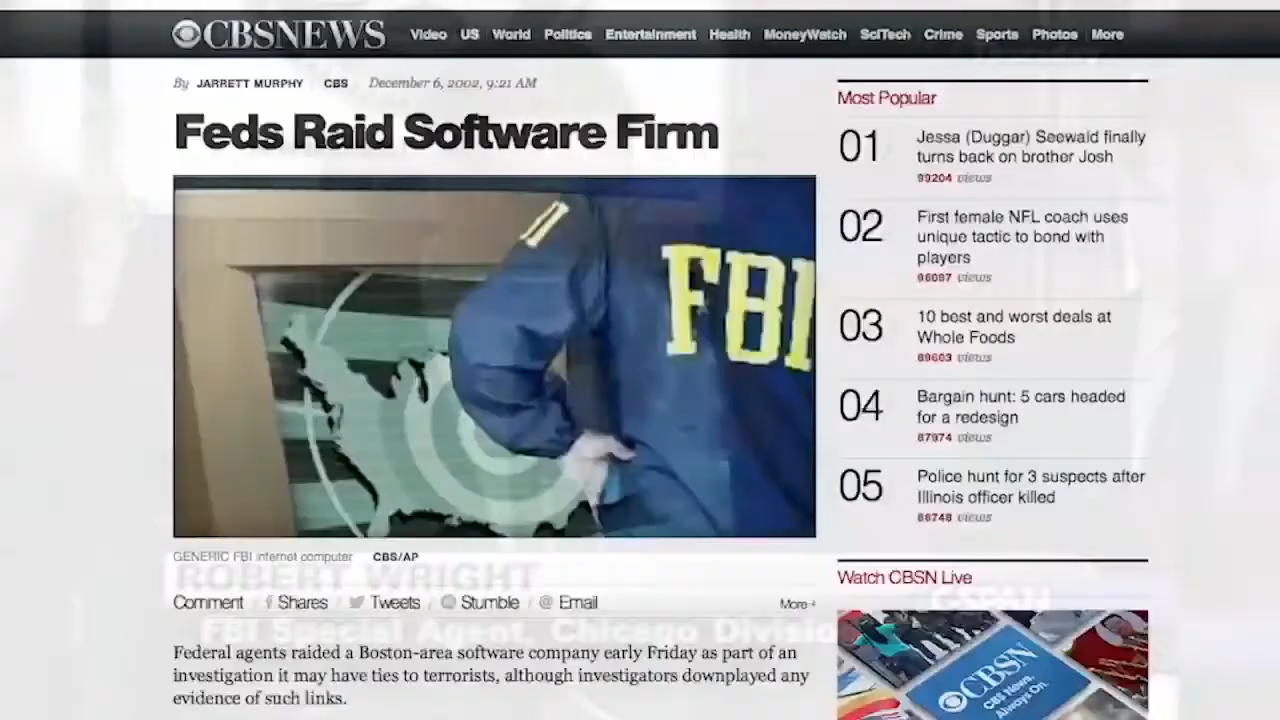 CBSNEWS
Video US World Politics Entertainment Health MoneyWatch SciTech Crime Sports Photos More
By JARRETT MURPHY CBS December 6, 2002, 9:21 AM
Feds Raid Software Firm
FBI
GENERIC FBI internet computer CBS/AP
ROBERT WRIGHT
Comment Shares Tweets Stumble Email More +
FBI Special Agent, Chicago Divisio
Federal agents raided a Boston-area software company early Friday as part of an
investigation it may have ties to terrorists, although investigators downplayed any
evidence of such links.
Most Popular
01 Jessa (Duggar) Seewald finally
turns back on brother Josh
99204 views
02 First female NFL coach uses
unique tactic to bond with
players
96087 views
03 10 best and worst deals at
Whole Foods
89603 views
04 Bargain hunt: 5 cars headed
for a redesign
87974 views
05 Police hunt for 3 suspects after
Illinois officer killed
86748 views
Watch CBSN Live
CSPAN
CBSN
CBS News.
Always On.